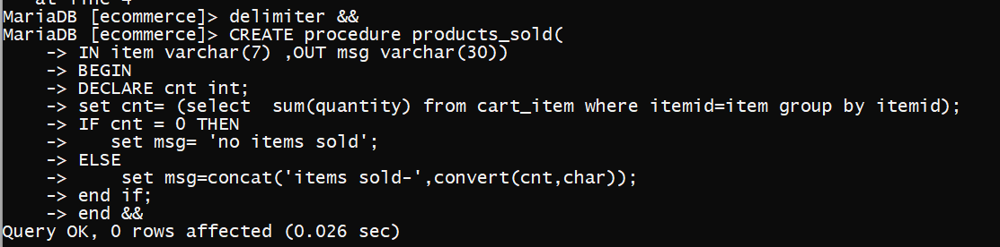 at line 4
MariaDB [ecommerce]> delimiter &&
MariaDB [ecommerce]> CREATE procedure products_sold(
    -> IN item varchar(7) ,OUT msg varchar(30))
    -> BEGIN
    -> DECLARE cnt int;
    -> set cnt= (select  sum(quantity) from cart_item where itemid=item group by itemid);
    -> IF cnt = 0 THEN
    ->    set msg= 'no items sold';
    -> ELSE
    ->     set msg=concat('items sold-',convert(cnt,char));
    -> end if;
    -> end &&
Query OK, 0 rows affected (0.026 sec)